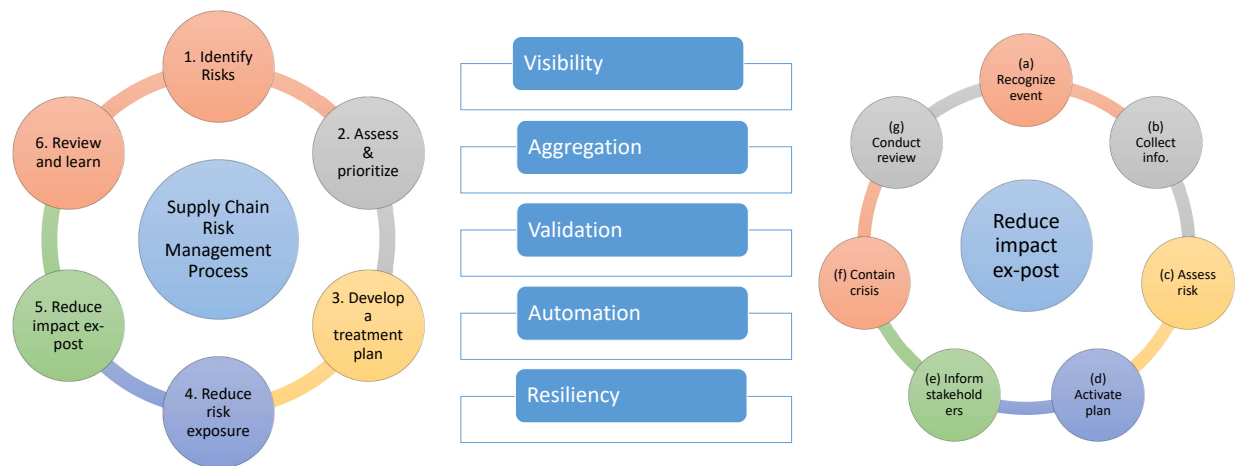 1. Identify
Risks
2. Assess
&
prioritize
3. Develop
a
treatment
plan
4. Reduce
risk
exposure
5. Reduce
impact ex-
post
6. Review
and learn
Supply Chain
Risk
Management
Process
Visibility
Aggregation
Validation
Automation
Resiliency
(a)
Recognize
event
(b)
Collect
info.
(c) Assess
risk
(d)
Activate
plan
(e) Inform
stakehold
ers
(f) Contain
crisis
(g)
Conduct
review
Reduce
impact
ex-post